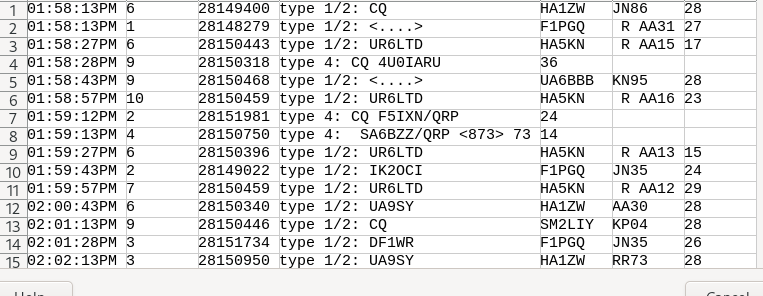 1 01:58:13PM 6 28149400 type 1/2: CQ HA1ZW JN86 28
2 01:58:13PM 1 28148279 type 1/2: <....> F1PGQ R AA31 27
3 01:58:27PM 6 28150443 type 1/2: UR6LTD HA5KN R AA15 17
4 01:58:28PM 9 28150318 type 4: CQ 4U0IARU 36
5 01:58:43PM 9 28150468 type 1/2: <....> UA6BBB KN95 28
6 01:58:57PM 10 28150459 type 1/2: UR6LTD HA5KN R AA16 23
7 01:59:12PM 2 28151981 type 4: CQ F5IXN/QRP 24
8 01:59:13PM 4 28150750 type 4: SA6BZZ/QRP <873> 73 14
9 01:59:27PM 6 28150396 type 1/2: UR6LTD HA5KN R AA13 15
10 01:59:43PM 2 28149022 type 1/2: IK2OCI F1PGQ JN35 24
11 01:59:57PM 7 28150459 type 1/2: UR6LTD HA5KN R AA12 29
12 02:00:43PM 6 28150340 type 1/2: UA9SY HA1ZW AA30 28
13 02:01:13PM 9 28150446 type 1/2: CQ SM2LIY KP04 28
14 02:01:28PM 3 28151734 type 1/2: DF1WR F1PGQ JN35 26
15 02:02:13PM 3 28150950 type 1/2: UA9SY HA1ZW RR73 28
Help Cancel